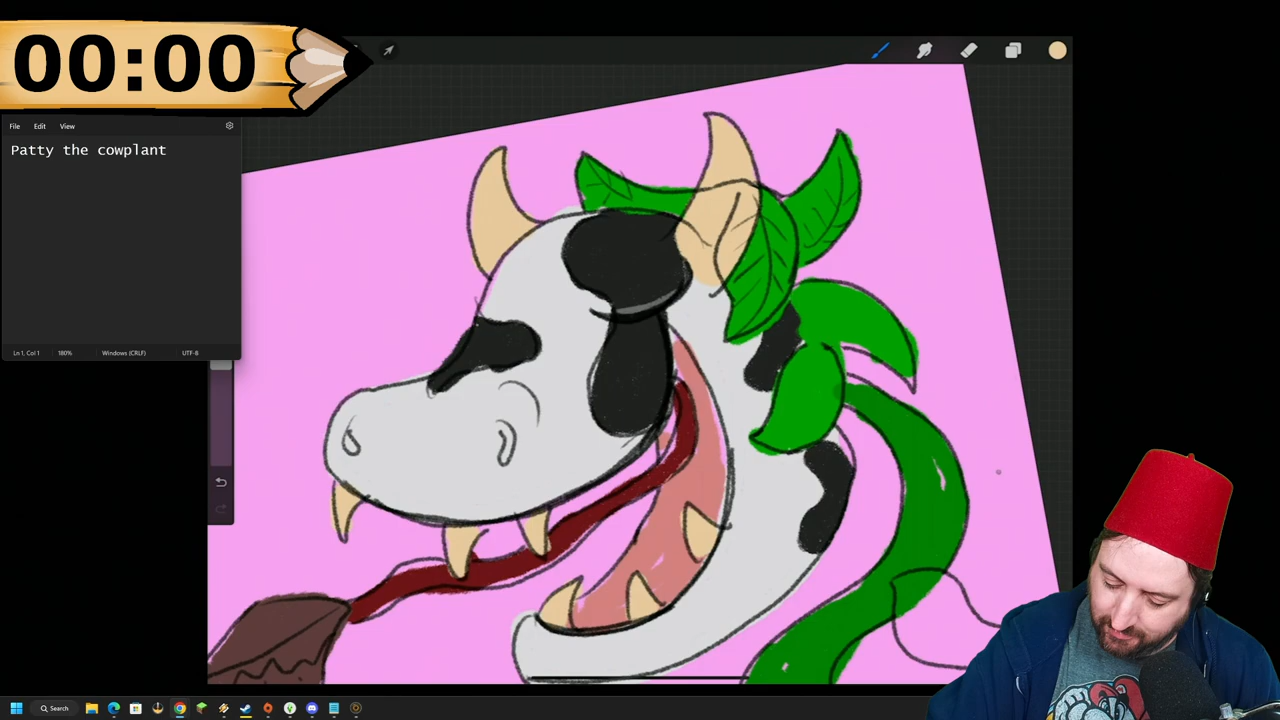 00:00
File Edit View
Patty the cowplant
Ln 1, Col 1 180% Windows (CRLF) UTF-8
Search